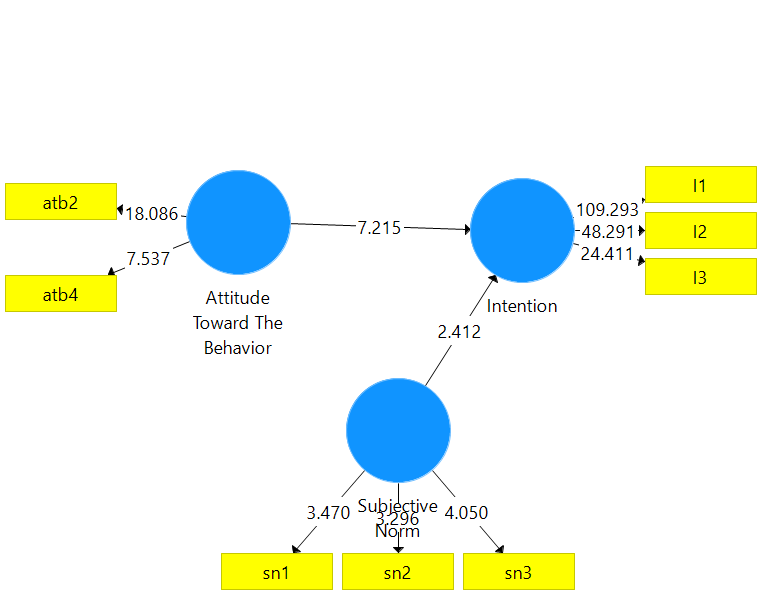 atb2
18.086
7.537
atb4
Attitude
Toward The
Behavior
7.215
Intention
109.293
48.291
24.411
I1
I2
I3
2.412
Subjective
Norm
3.470
3.296
4.050
sn1
sn2
sn3